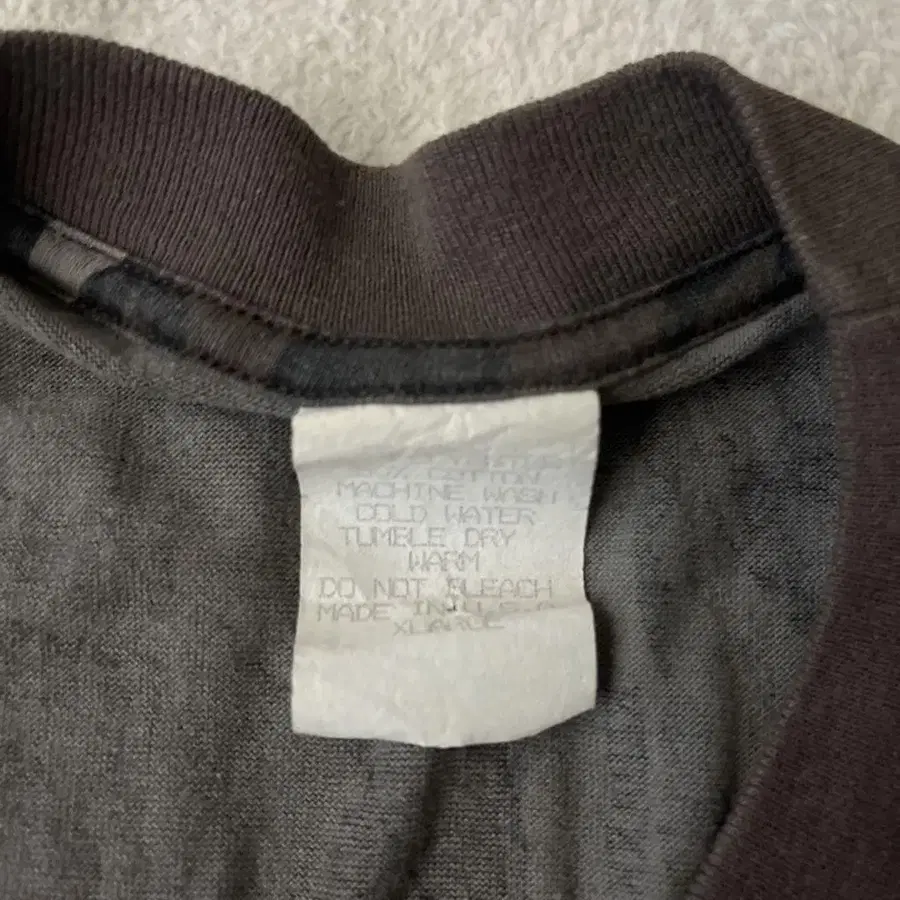 % COTTON
MACHINE WASH
COLD WATER
TUMBLE DRY
WARM
DO NOT BLEACH
MADE IN U.S.A
XLARGE